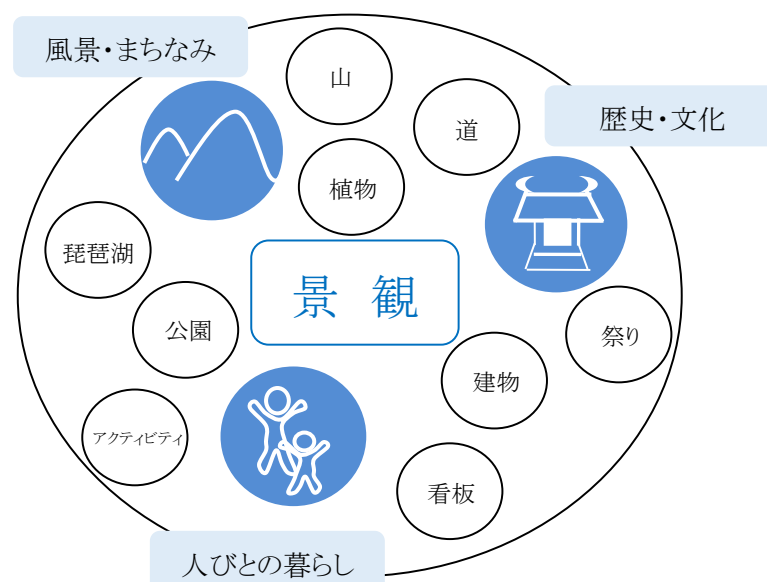 風景・まちなみ
山
道
歴史・文化
植物
琵琶湖
景 観
公園
祭り
建物
アクティビティ
看板
人びとの暮らし